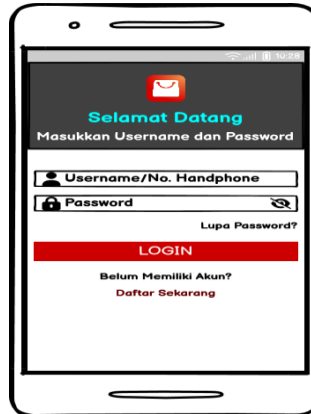 10:28
Selamat Datang
Masukkan Username dan Password
Username/No. Handphone
Password
Lupa Password?
LOGIN
Belum Memiliki Akun?
Daftar Sekarang